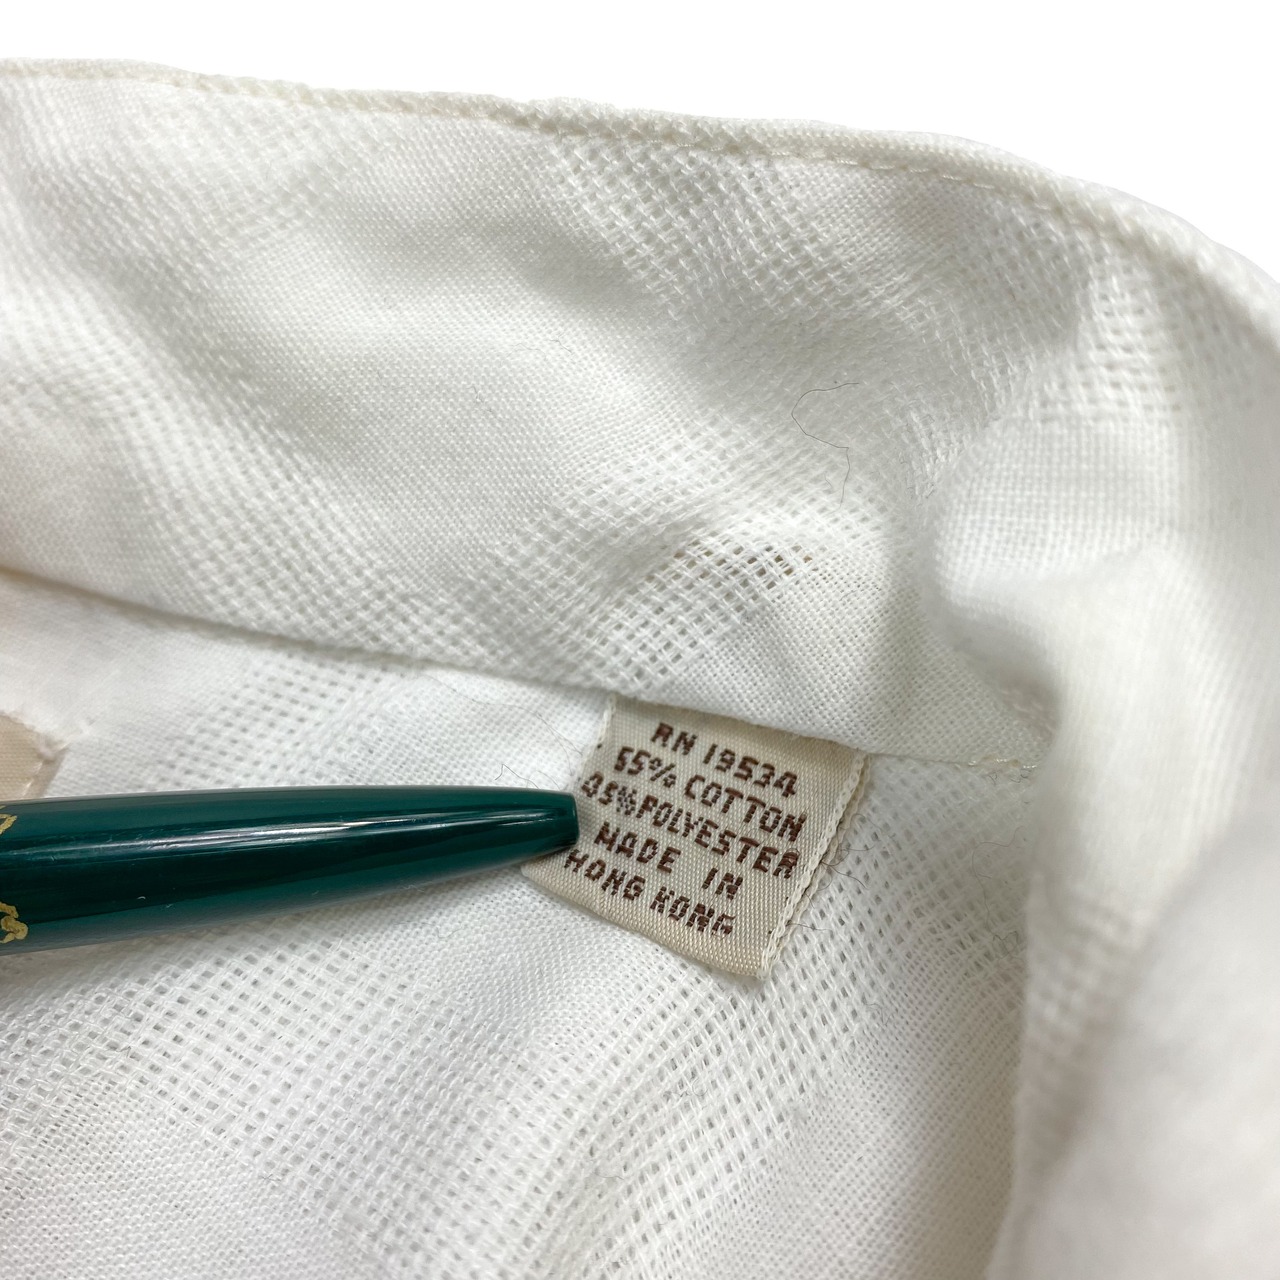 RN 19534
55% COTTON
45% POLYESTER
MADE IN
HONG KONG